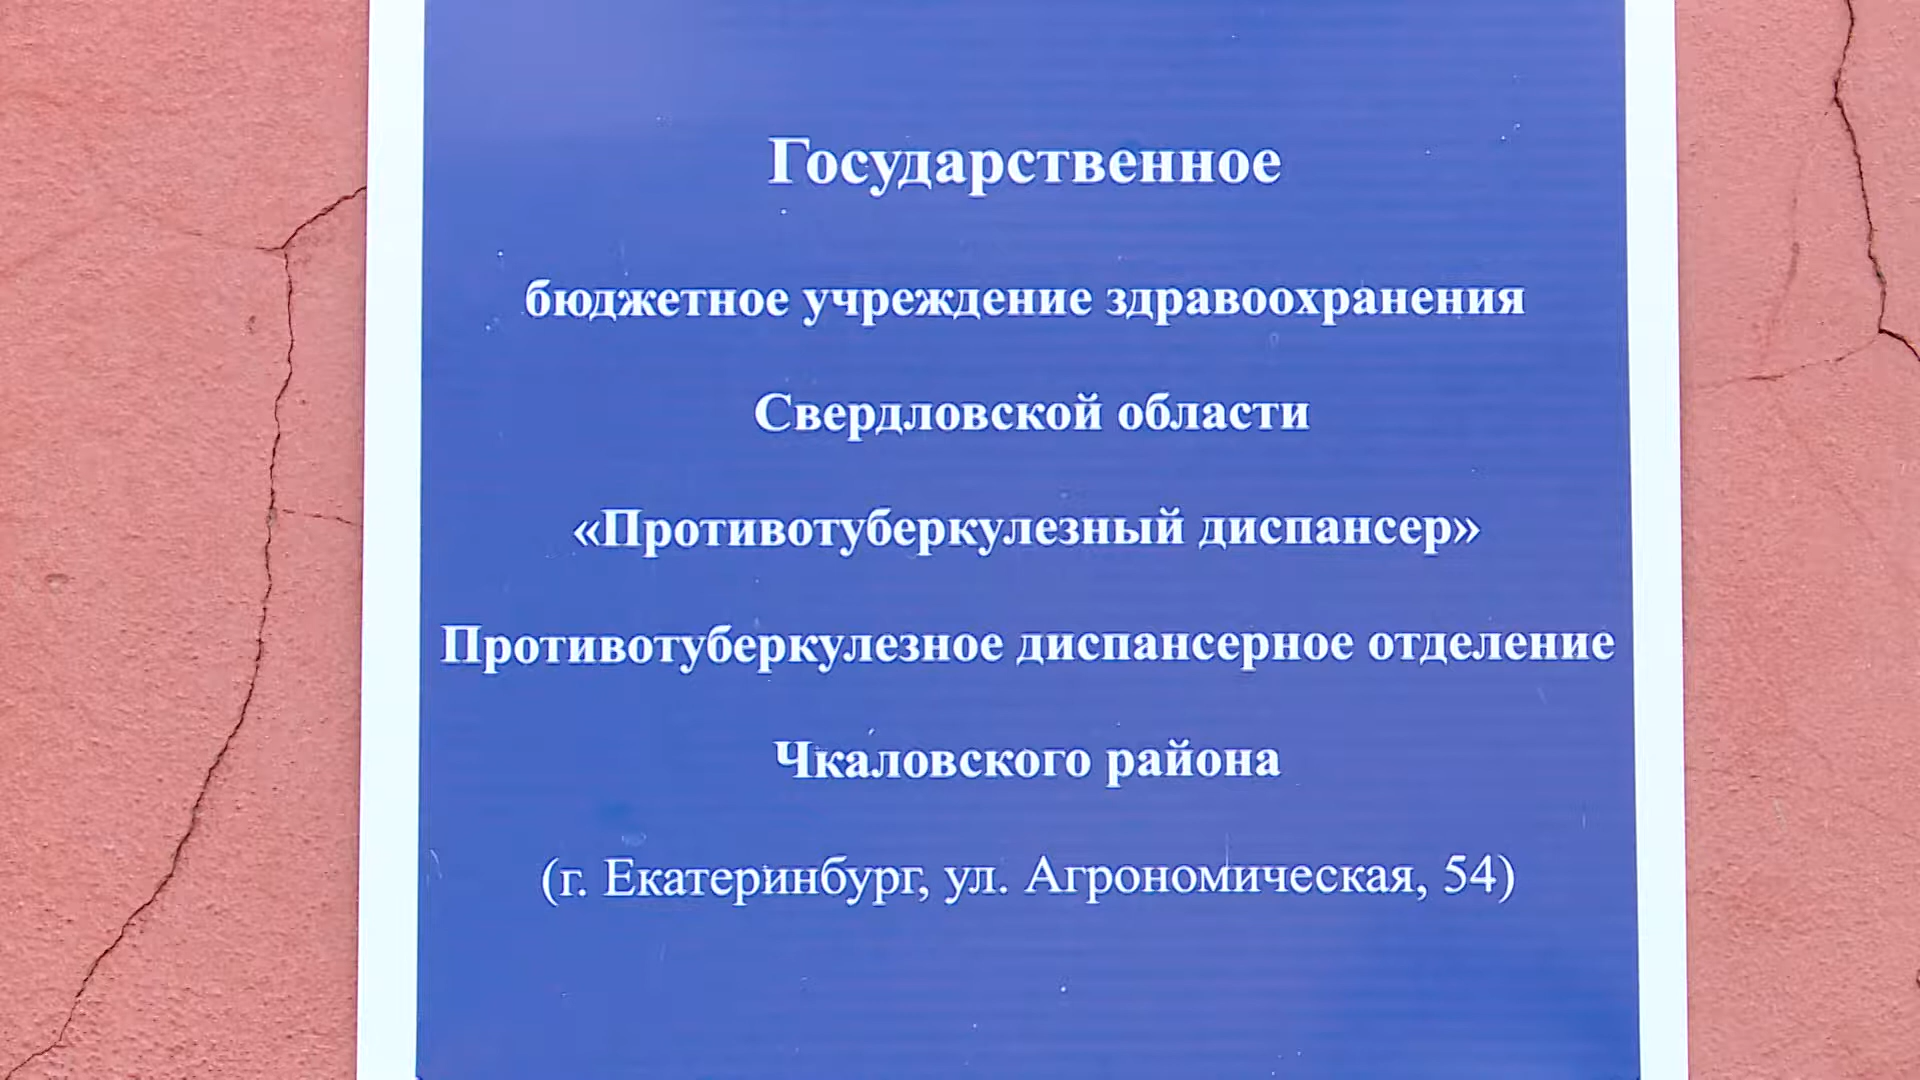 Государственное
бюджетное учреждение здравоохранения
Свердловской области
«Противотуберкулезный диспансер»
Противотуберкулезное диспансерное отделение
Чкаловского района
(г. Екатеринбург, ул. Агрономическая, 54)